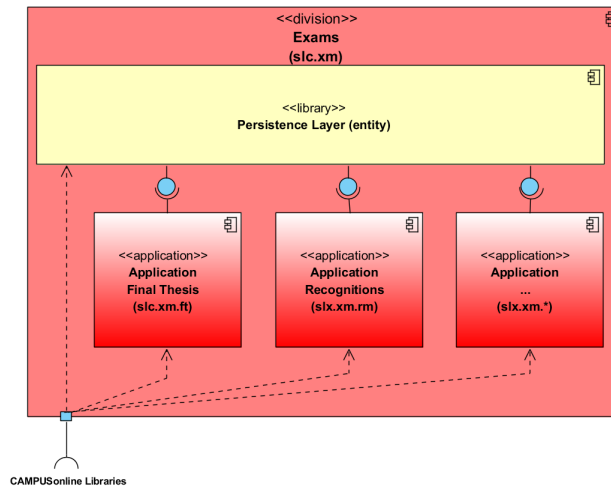 <<division>>
Exams
(slc.xm)
<<library>>
Persistence Layer (entity)
<<application>>
Application
Final Thesis
(slc.xm.ft)
<<application>>
Application
Recognitions
(slx.xm.rm)
<<application>>
Application
...
(slx.xm.*)
CAMPUSonline Libraries